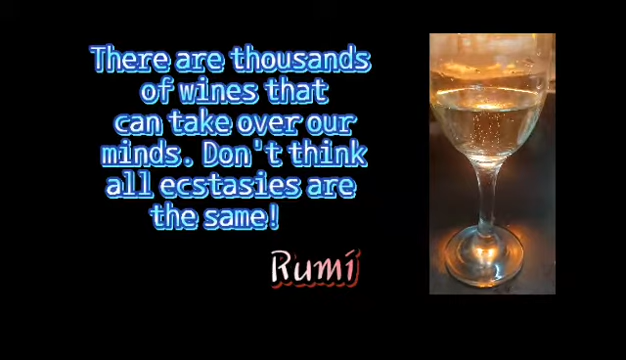 There are thousands
of wines that
can take over our
minds. Don't think
all ecstasies are
the same!
Rumi